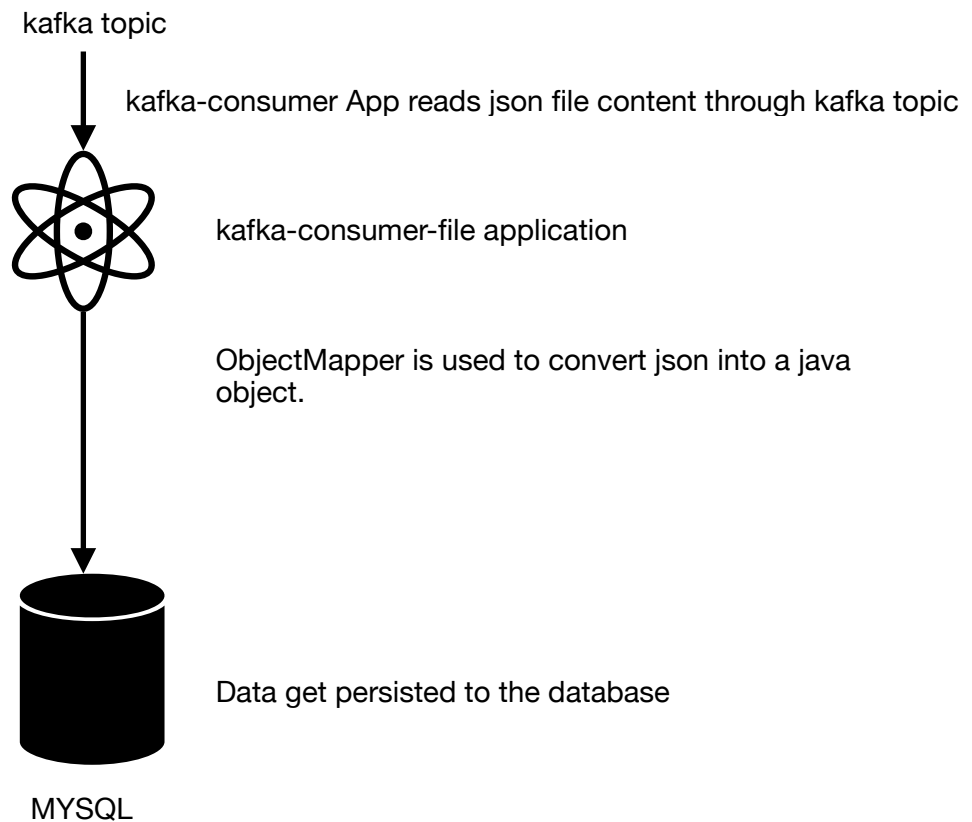 kafka topic
kafka-consumer App reads json file content through kafka topic
kafka-consumer-file application
ObjectMapper is used to convert json into a java
object.
Data get persisted to the database
MYSQL